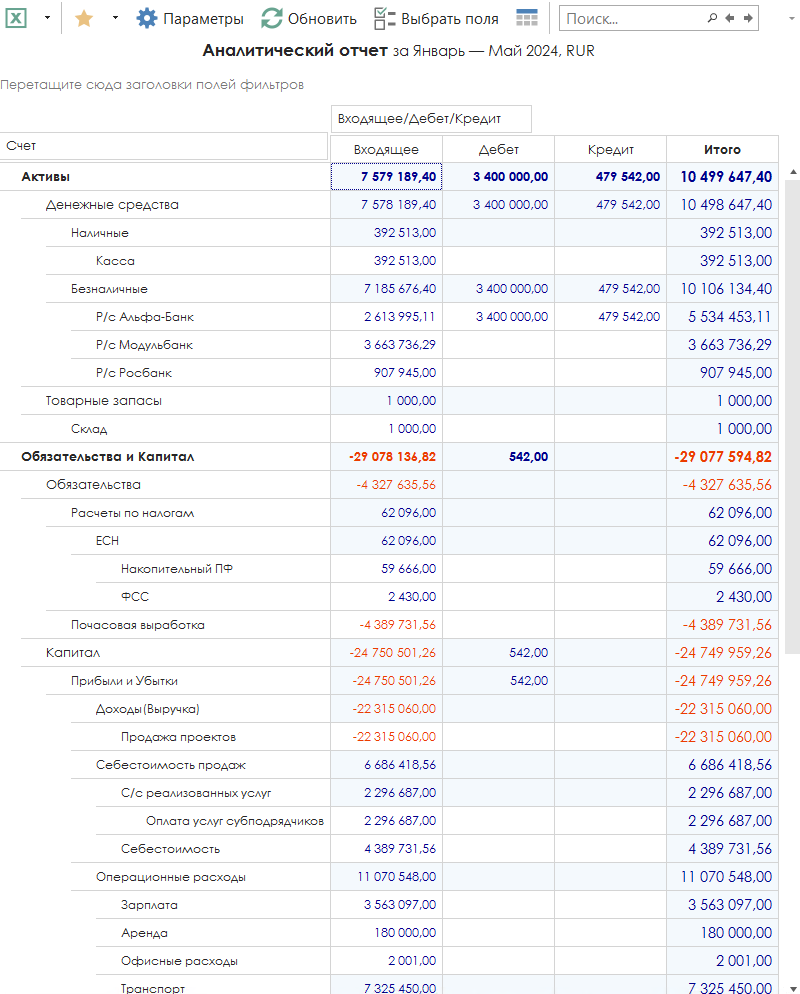 Параметры Обновить Выбрать поля Поиск...
Аналитический отчет за Январь — Май 2024, RUR
Перетащите сюда заголовки полей фильтров
Входящее/Дебет/Кредит
Счет Входящее Дебет Кредит Итого
Активы 7 579 189,40 3 400 000,00 479 542,00 10 499 647,40
Денежные средства 7 578 189,40 3 400 000,00 479 542,00 10 498 647,40
Наличные 392 513,00 392 513,00
Касса 392 513,00 392 513,00
Безналичные 7 185 676,40 3 400 000,00 479 542,00 10 106 134,40
Р/с Альфа-Банк 2 613 995,11 3 400 000,00 479 542,00 5 534 453,11
Р/с Модульбанк 3 663 736,29 3 663 736,29
Р/с Росбанк 907 945,00 907 945,00
Товарные запасы 1 000,00 1 000,00
Склад 1 000,00 1 000,00
Обязательства и Капитал -29 078 136,82 542,00 -29 077 594,82
Обязательства -4 327 635,56 -4 327 635,56
Расчеты по налогам 62 096,00 62 096,00
ЕСН 62 096,00 62 096,00
Накопительный ПФ 59 666,00 59 666,00
ФСС 2 430,00 2 430,00
Почасовая выработка -4 389 731,56 -4 389 731,56
Капитал -24 750 501,26 542,00 -24 749 959,26
Прибыли и Убытки -24 750 501,26 542,00 -24 749 959,26
Доходы(Выручка) -22 315 060,00 -22 315 060,00
Продажа проектов -22 315 060,00 -22 315 060,00
Себестоимость продаж 6 686 418,56 6 686 418,56
С/с реализованных услуг 2 296 687,00 2 296 687,00
Оплата услуг субподрядчиков 2 296 687,00 2 296 687,00
Себестоимость 4 389 731,56 4 389 731,56
Операционные расходы 11 070 548,00 11 070 548,00
Зарплата 3 563 097,00 3 563 097,00
Аренда 180 000,00 180 000,00
Офисные расходы 2 001,00 2 001,00
Транспорт 7 325 450,00 7 325 450,00